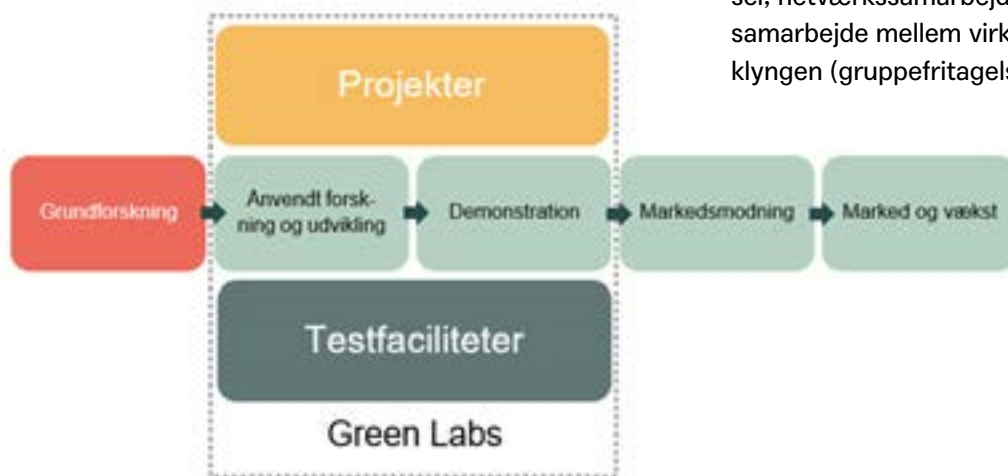 samarbejde mellem virk
klyngen (gruppefritagels
Projekter
Grundforskning
Anvendt forsk-
ning og udvikling
Demonstration
Markedsmodning
Marked og vækst
Testfaciliteter
Green Labs